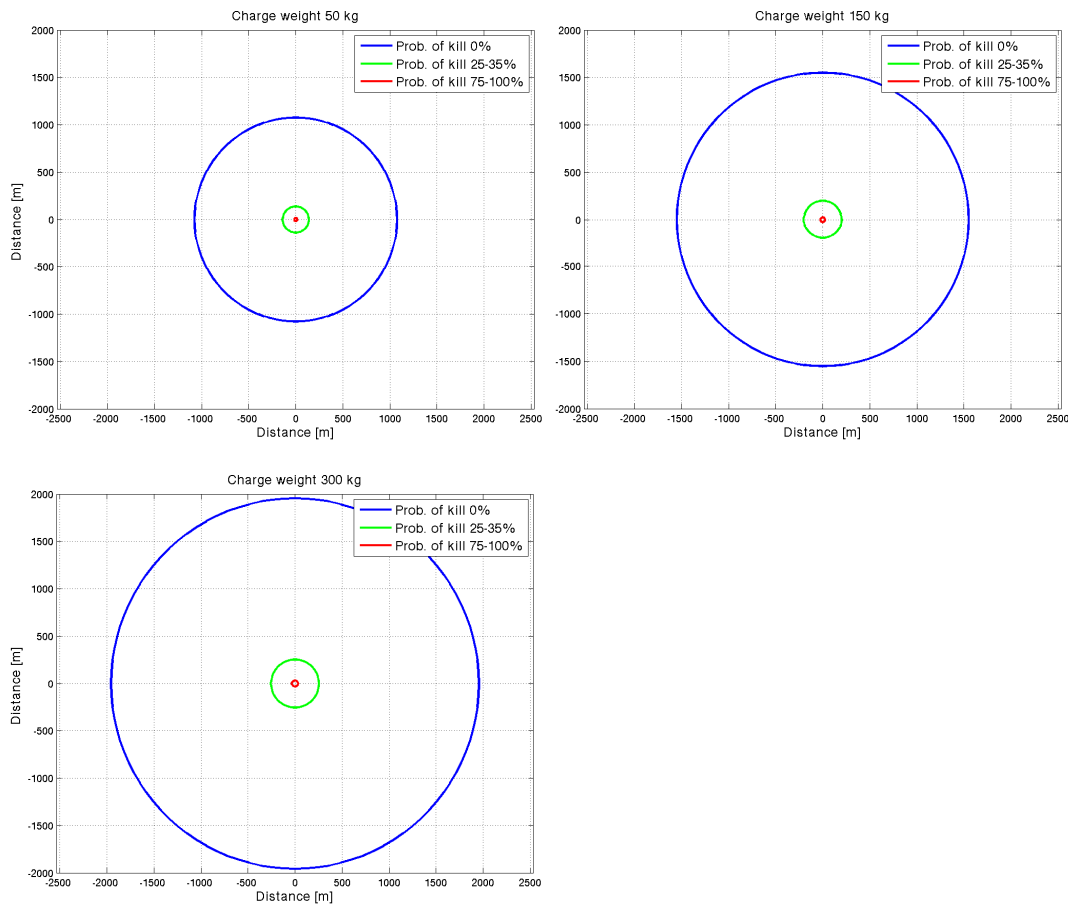 Charge weight 50 kg
Prob. of kill 0%
Prob. of kill 25-35%
Prob. of kill 75-100%
2000
1500
1000
500
0
-500
-1000
-1500
-2000
Distance [m]
-2500 -2000 -1500 -1000 -500 0 500 1000 1500 2000 2500
Distance [m]
Charge weight 150 kg
Prob. of kill 0%
Prob. of kill 25-35%
Prob. of kill 75-100%
2000
1500
1000
500
0
-500
-1000
-1500
-2000
-2500 -2000 -1500 -1000 -500 0 500 1000 1500 2000 2500
Distance [m]
Charge weight 300 kg
Prob. of kill 0%
Prob. of kill 25-35%
Prob. of kill 75-100%
2000
1500
1000
500
0
-500
-1000
-1500
-2000
Distance [m]
-2500 -2000 -1500 -1000 -500 0 500 1000 1500 2000 2500
Distance [m]